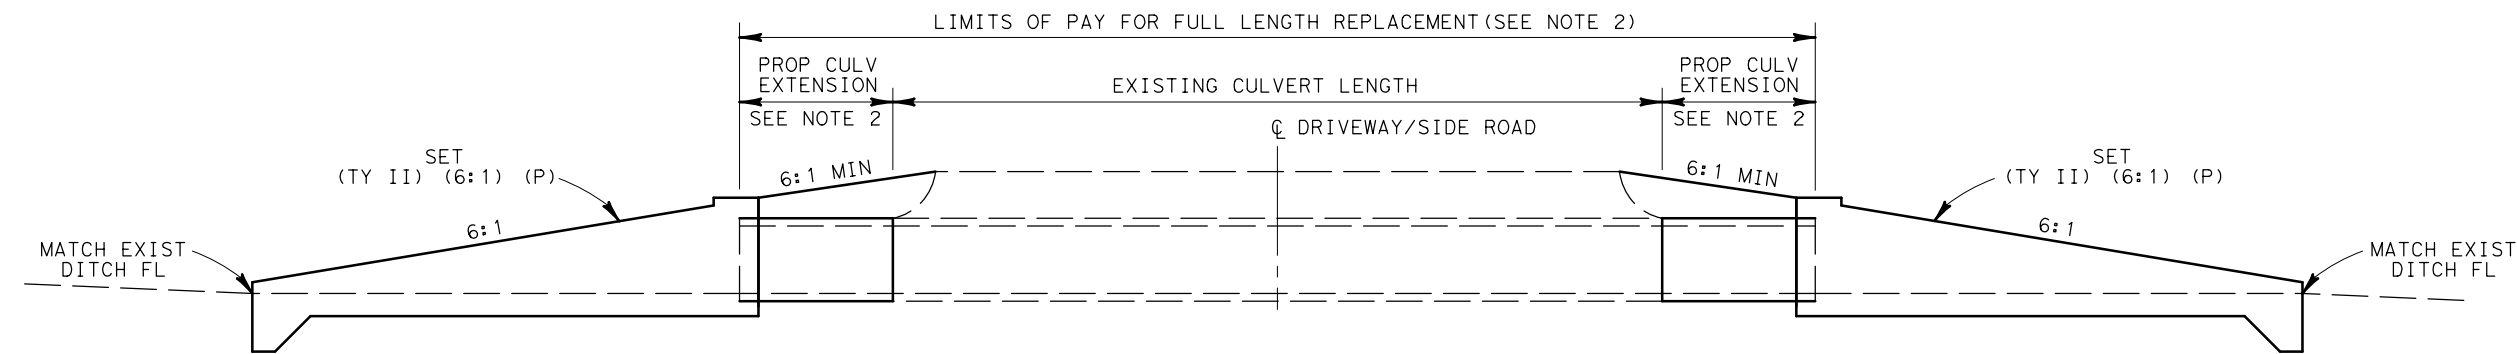 LIMITS OF PAY FOR FULL LENGTH REPLACEMENT(SEE NOTE 2)
PROP CULV
EXTENSION
SEE NOTE 2
EXISTING CULVERT LENGTH
PROP CULV
EXTENSION
SEE NOTE 2
℄ DRIVEWAY/SIDE ROAD
SET
(TY II) (6:1) (P)
6:1 MIN
6:1 MIN
SET
(TY II) (6:1) (P)
6:1
6:1
MATCH EXIST
DITCH FL
MATCH EXIST
DITCH FL